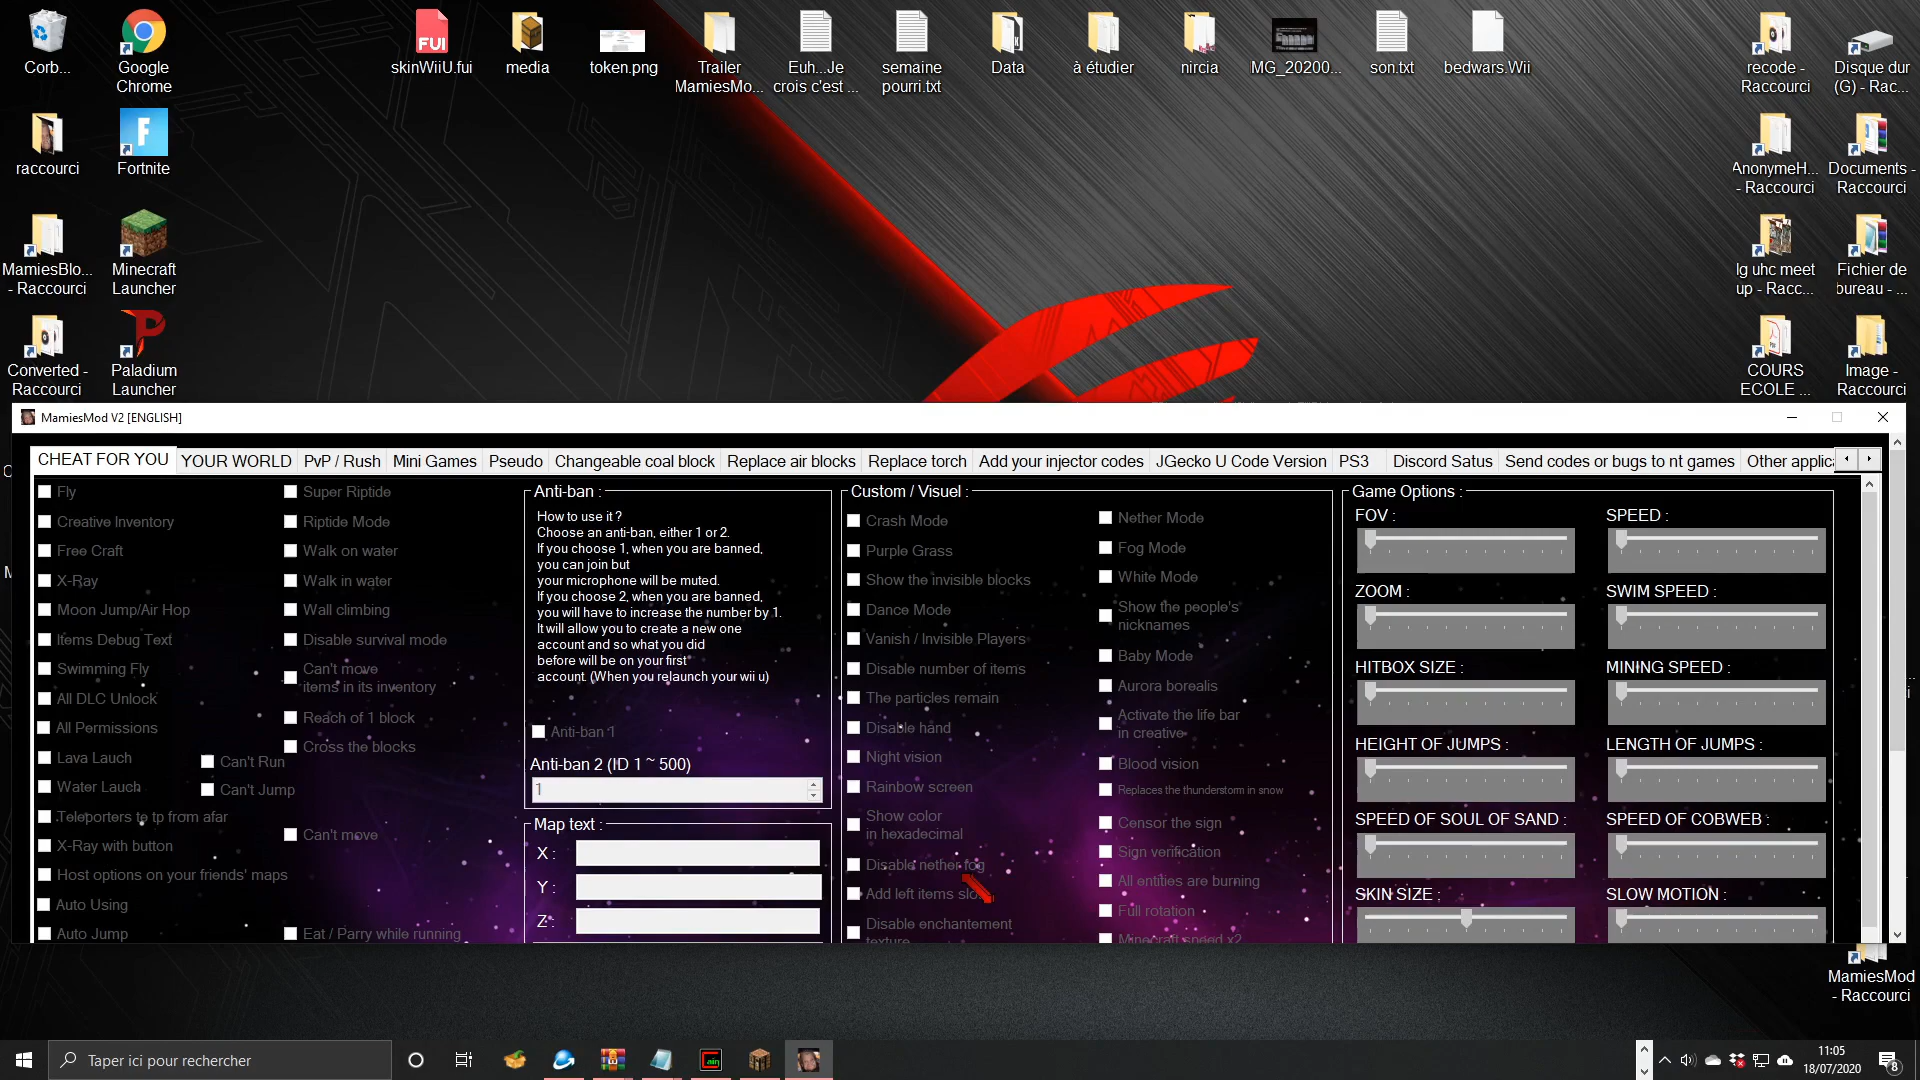 Corb...
Google
Chrome
FUI
skinWiiU.fui
media
token.png
Trailer
MamiesMo...
Euh...Je
crois c'est ...
semaine
pourri.txt
Data
à étudier
nircia
MG_20200...
son.txt
bedwars.Wii
recode -
Raccourci
Disque dur
(G) - Rac...
raccourci
Fortnite
AnonymeH...
- Raccourci
Documents -
Raccourci
MamiesBlo...
- Raccourci
Minecraft
Launcher
lg uhc meet
up - Racc...
Fichier de
bureau - ...
Converted -
Raccourci
Paladium
Launcher
COURS
ECOLE ...
Image -
Raccourci
MamiesMod V2 [ENGLISH]
CHEAT FOR YOU
YOUR WORLD
PvP / Rush
Mini Games
Pseudo
Changeable coal block
Replace air blocks
Replace torch
Add your injector codes
JGecko U Code Version
PS3
Discord Satus
Send codes or bugs to nt games
Other applica
Fly
Creative Inventory
Free Craft
X-Ray
Moon Jump/Air Hop
Items Debug Text
Swimming Fly
All DLC Unlock
All Permissions
Lava Lauch
Water Lauch
Teleporters te tp from afar
X-Ray with button
Host options on your friends' maps
Auto Using
Auto Jump
Can't Run
Can't Jump
Super Riptide
Riptide Mode
Walk on water
Walk in water
Wall climbing
Disable survival mode
Can't move
items in its inventory
Reach of 1 block
Cross the blocks
Can't move
Eat / Parry while running
Anti-ban :
How to use it ?
Choose an anti-ban, either 1 or 2.
If you choose 1, when you are banned,
you can join but
your microphone will be muted.
If you choose 2, when you are banned,
you will have to increase the number by 1.
It will allow you to create a new one
account and so what you did
before will be on your first
account. (When you relaunch your wii u)
Anti-ban 1
Anti-ban 2 (ID 1 ~ 500)
1
Map text :
X :
Y :
Z :
Custom / Visuel :
Crash Mode
Purple Grass
Show the invisible blocks
Dance Mode
Vanish / Invisible Players
Disable number of items
The particles remain
Disable hand
Night vision
Rainbow screen
Show color
in hexadecimal
Disable nether fog
Add left items slo
Disable enchantement
texture
Nether Mode
Fog Mode
White Mode
Show the people's
nicknames
Baby Mode
Aurora borealis
Activate the life bar
in creative
Blood vision
Replaces the thunderstorm in snow
Censor the sign
Sign verification
All entities are burning
Full rotation
Minecraft speed x2
Game Options :
FOV :
SPEED :
ZOOM :
SWIM SPEED :
HITBOX SIZE :
MINING SPEED :
HEIGHT OF JUMPS :
LENGTH OF JUMPS :
SPEED OF SOUL OF SAND :
SPEED OF COBWEB :
SKIN SIZE :
SLOW MOTION :
MamiesMod
- Raccourci
Taper ici pour rechercher
11:05
18/07/2020
8